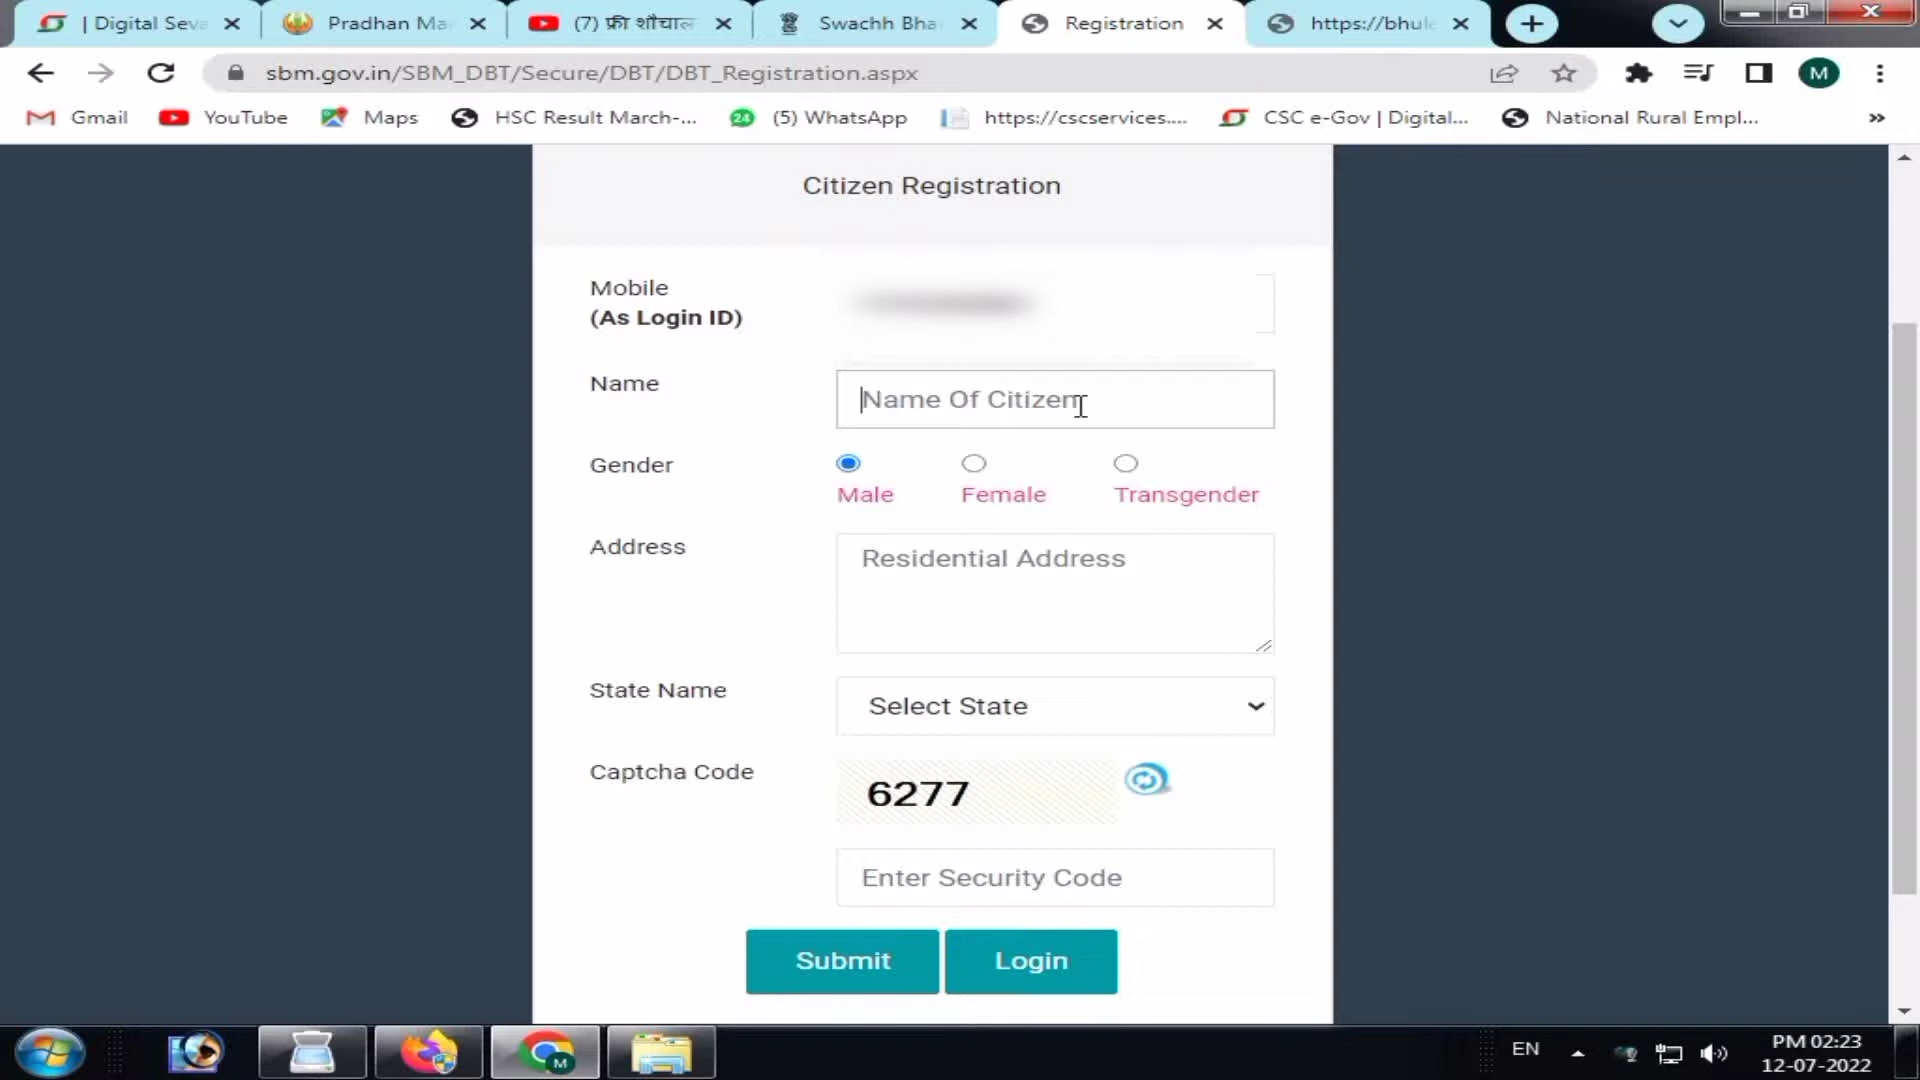 | Digital Seva
Pradhan Ma
(7) फ्री शौचाल
Swachh Bha
Registration
https://bhule
sbm.gov.in/SBM_DBT/Secure/DBT/DBT_Registration.aspx
M
Gmail
YouTube
Maps
HSC Result March-...
24
(5) WhatsApp
https://cscservices....
CSC e-Gov | Digital...
National Rural Empl...
»
Citizen Registration
Mobile
(As Login ID)
Name
Name Of Citizen
Gender
Male
Female
Transgender
Address
Residential Address
State Name
Select State
Captcha Code
6277
Enter Security Code
Submit
Login
M
EN
PM 02:23
12-07-2022